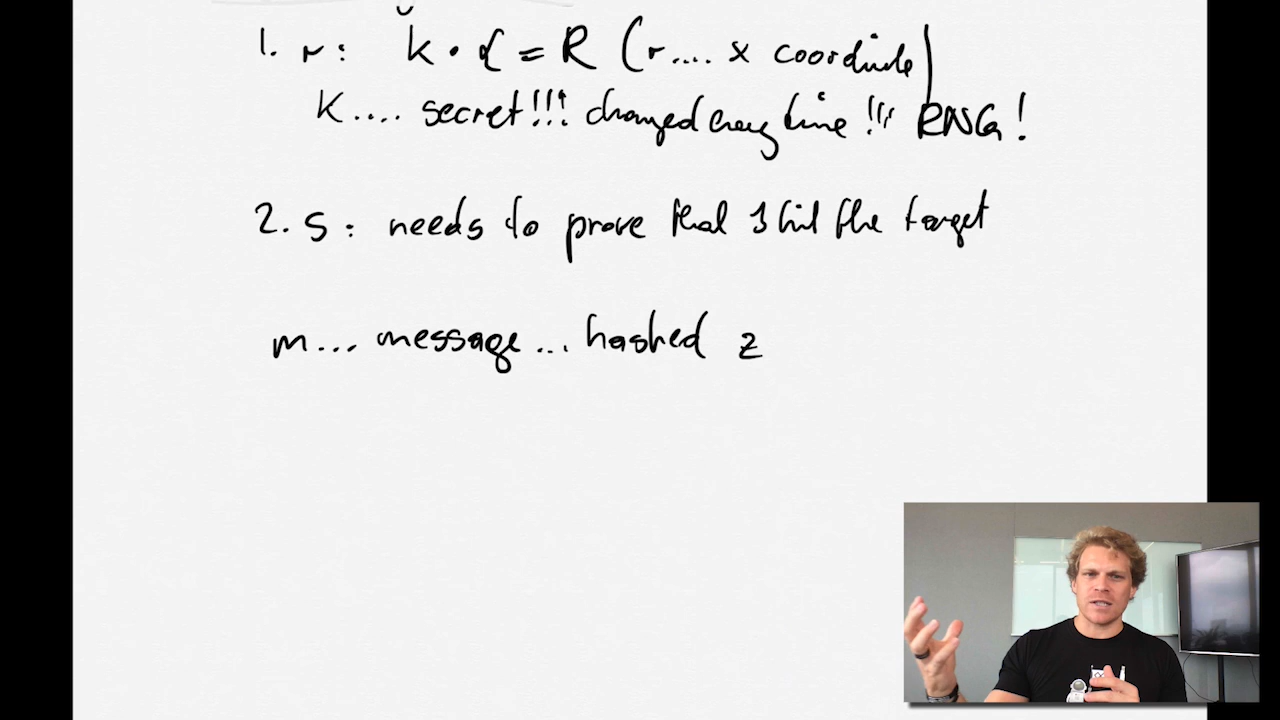 1. r: k · G = R (r.... x coordinate)
k .... secret!!! changed every time !!! RNG!
2. s: needs to prove that I hit the target
m... message... hashed z